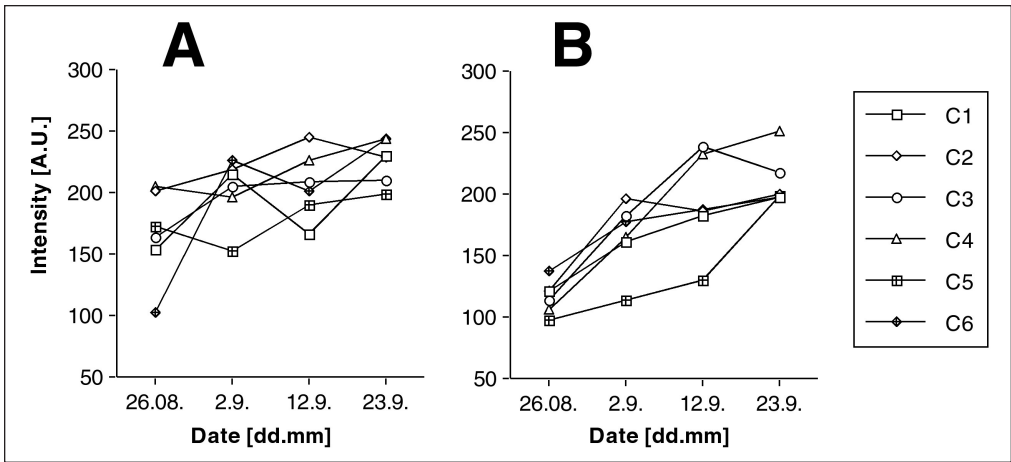 A
B
300
250
200
150
100
50
Intensity [A.U.]
26.08. 2.9. 12.9. 23.9.
Date [dd.mm]
300
250
200
150
100
50
26.08. 2.9. 12.9. 23.9.
Date [dd.mm]
C1
C2
C3
C4
C5
C6